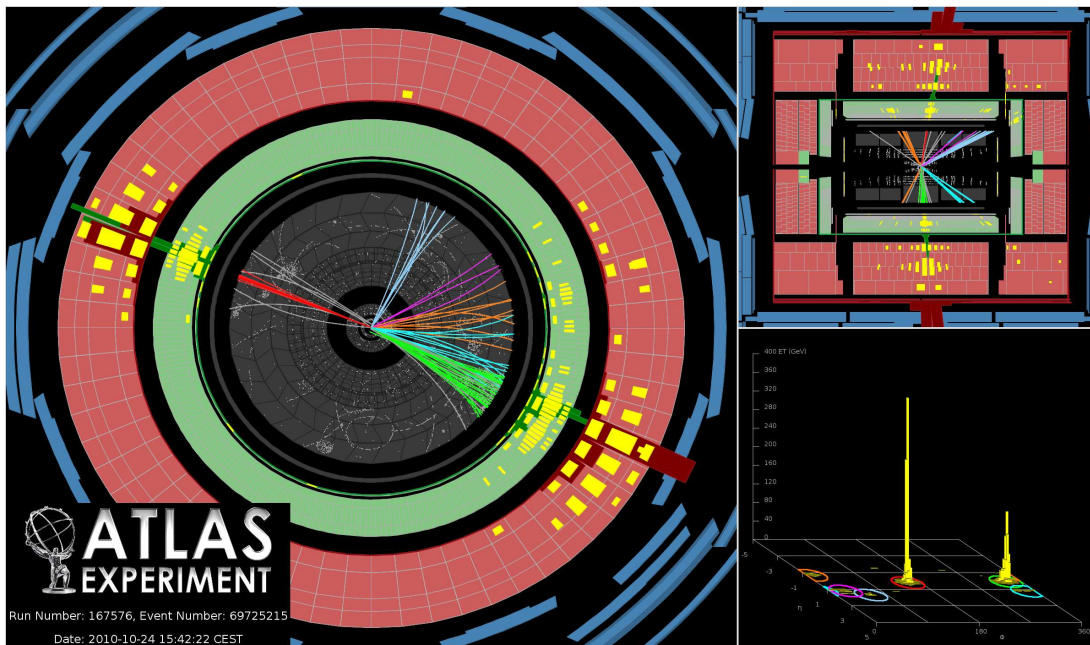 ATLAS
EXPERIMENT
Run Number: 167576, Event Number: 69725215
Date: 2010-10-24 15:42:22 CEST
400 ET (GeV)
360
320
280
240
200
160
120
80
40
0
-5
-3
-1
η
1
3
5
0
180
Φ
360